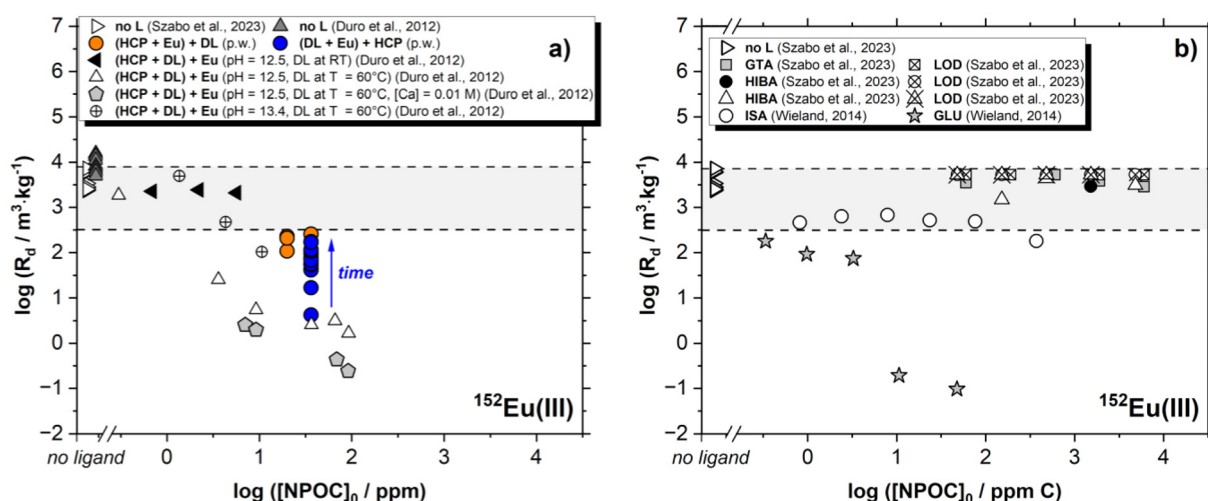 no L (Szabo et al., 2023) no L (Duro et al., 2012)
(HCP + Eu) + DL (p.w.) (DL + Eu) + HCP (p.w.)
(HCP + DL) + Eu (pH = 12.5, DL at RT) (Duro et al., 2012)
(HCP + DL) + Eu (pH = 12.5, DL at T = 60°C) (Duro et al., 2012)
(HCP + DL) + Eu (pH = 12.5, DL at T = 60°C, [Ca] = 0.01 M) (Duro et al., 2012)
(HCP + DL) + Eu (pH = 13.4, DL at T = 60°C) (Duro et al., 2012)
a)
7
6
5
4
3
2
1
0
−1
−2
log (Rd / m³·kg⁻¹)
time
¹⁵²Eu(III)
no ligand 0 1 2 3 4
log ([NPOC]₀ / ppm)
no L (Szabo et al., 2023)
GTA (Szabo et al., 2023) LOD (Szabo et al., 2023)
HIBA (Szabo et al., 2023) LOD (Szabo et al., 2023)
HIBA (Szabo et al., 2023) LOD (Szabo et al., 2023)
ISA (Wieland, 2014) GLU (Wieland, 2014)
b)
7
6
5
4
3
2
1
0
−1
−2
log (Rd / m³·kg⁻¹)
¹⁵²Eu(III)
no ligand 0 1 2 3 4
log ([NPOC]₀ / ppm C)